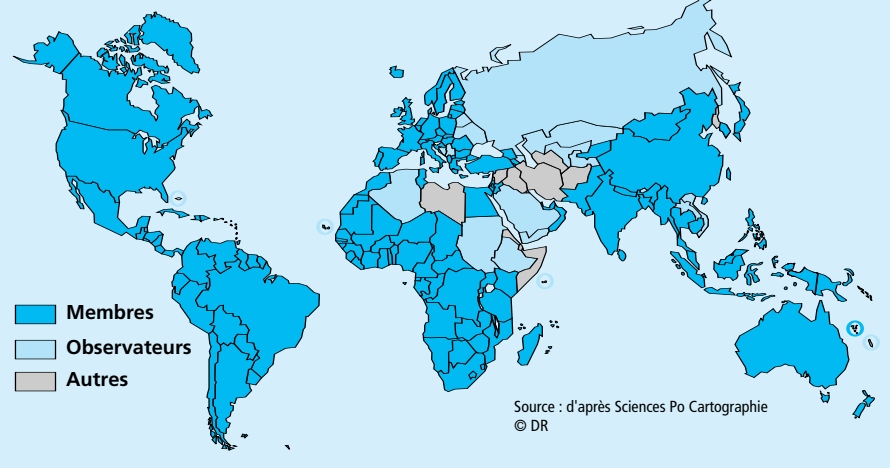 Membres
Observateurs
Autres
Source : d'après Sciences Po Cartographie
© DR